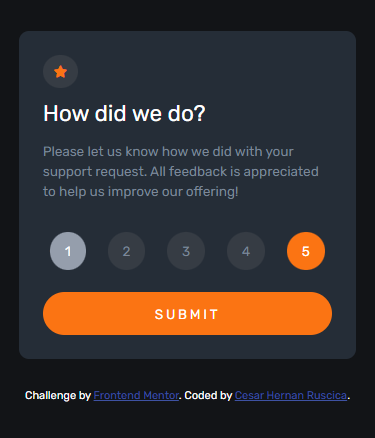 How did we do?
Please let us know how we did with your
support request. All feedback is appreciated
to help us improve our offering!
1 2 3 4 5
SUBMIT
Challenge by Frontend Mentor. Coded by Cesar Hernan Ruscica.